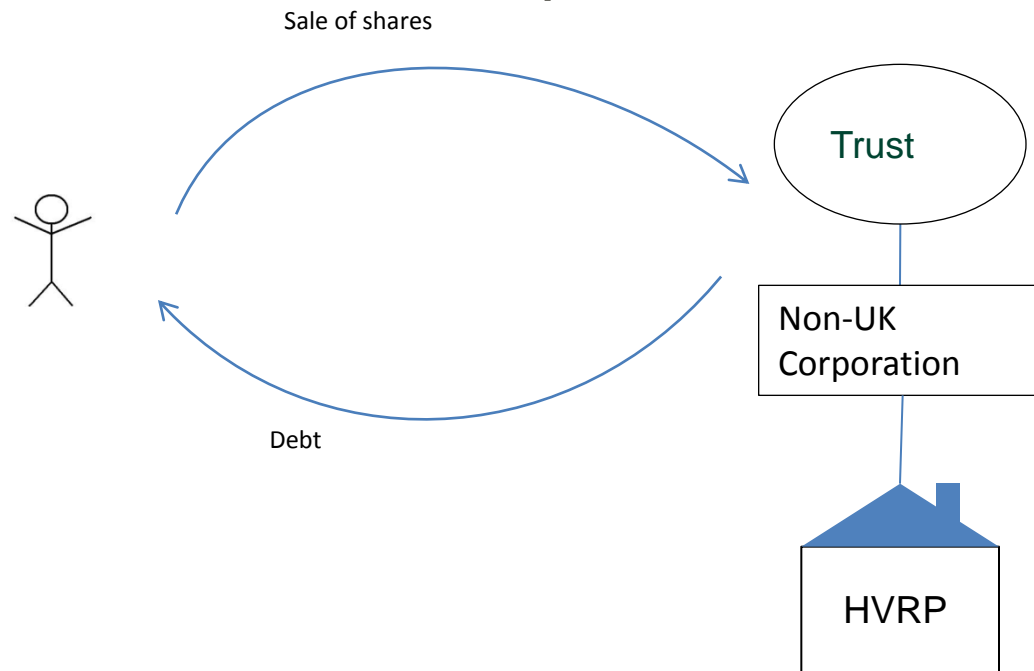 Sale of shares
Trust
Non-UK
Corporation
Debt
HVRP